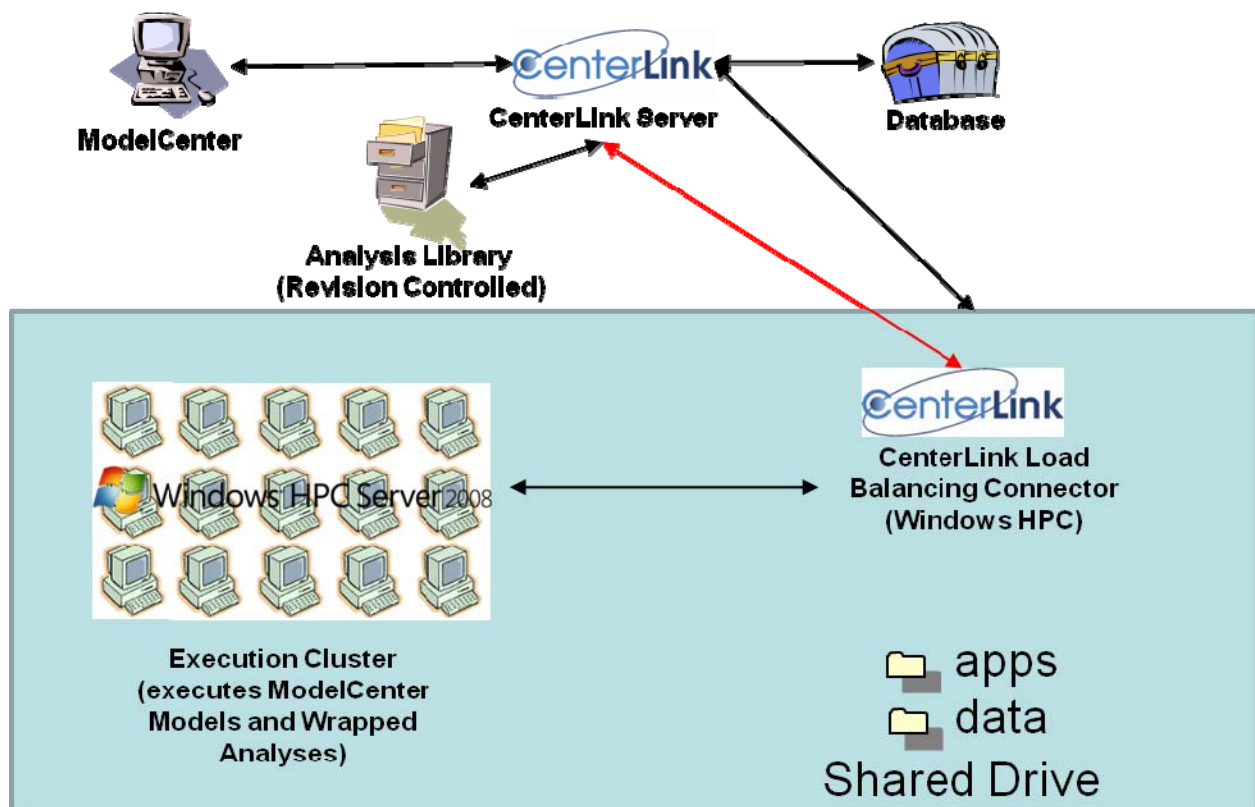 CenterLink
ModelCenter
CenterLink Server
Database
Analysis Library
(Revision Controlled)
CenterLink
Windows HPC Server 2008
CenterLink Load
Balancing Connector
(Windows HPC)
Execution Cluster
(executes ModelCenter
Models and Wrapped
Analyses)
apps
data
Shared Drive